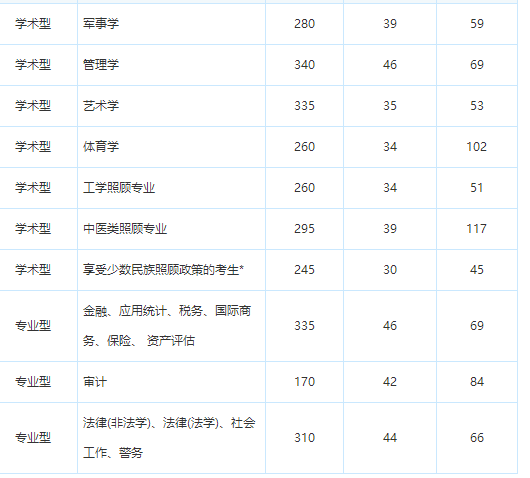 学术型 军事学 280 39 59
学术型 管理学 340 46 69
学术型 艺术学 335 35 53
学术型 体育学 260 34 102
学术型 工学照顾专业 260 34 51
学术型 中医类照顾专业 295 39 117
学术型 享受少数民族照顾政策的考生* 245 30 45
专业型 金融、应用统计、税务、国际商 335 46 69
务、保险、 资产评估
专业型 审计 170 42 84
专业型 法律(非法学)、法律(法学)、社会 310 44 66
工作、警务